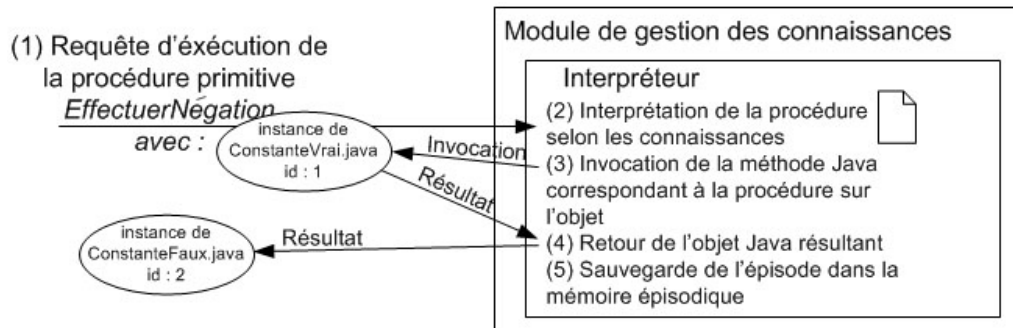 (1) Requête d'éxécution de
la procédure primitive
EffectuerNégation
avec :
instance de
ConstanteVrai.java
id : 1
Invocation
Résultat
instance de
ConstanteFaux.java
id : 2
Résultat
Module de gestion des connaissances
Interpréteur
(2) Interprétation de la procédure
selon les connaissances
(3) Invocation de la méthode Java
correspondant à la procédure sur
l'objet
(4) Retour de l'objet Java résultant
(5) Sauvegarde de l'épisode dans la
mémoire épisodique